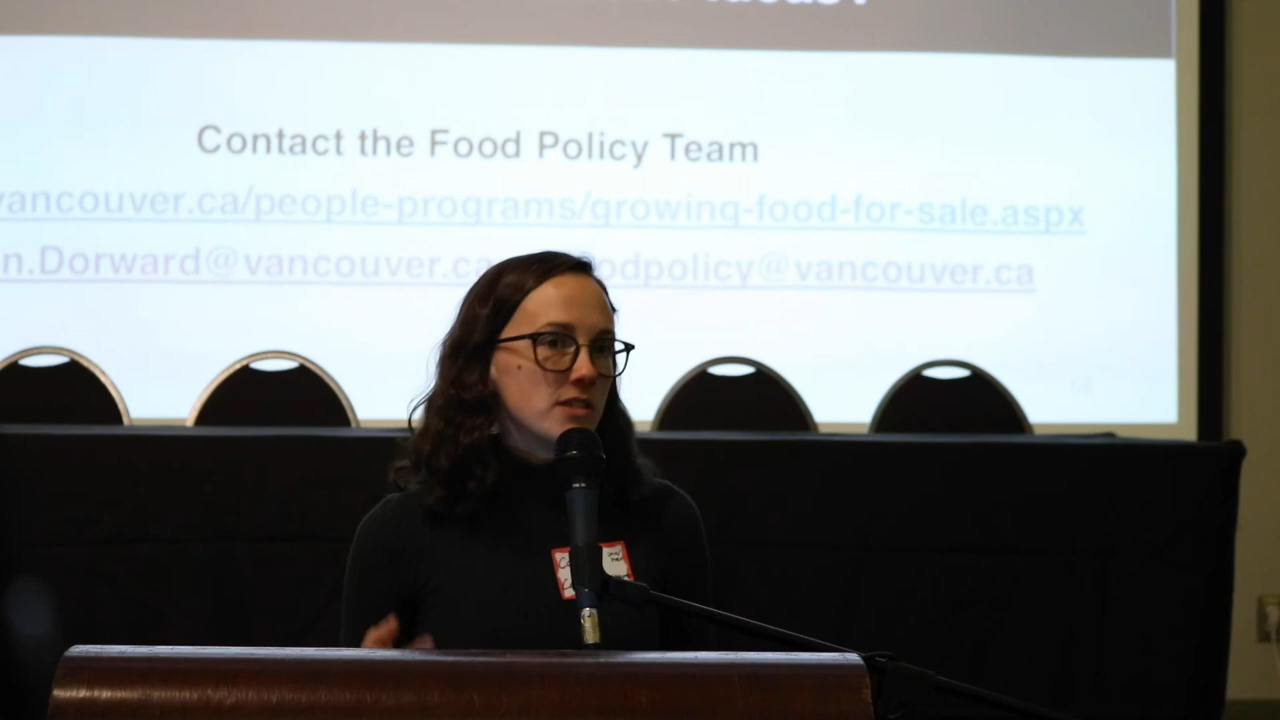 ideas?
Contact the Food Policy Team
vancouver.ca/people-programs/growing-food-for-sale.aspx
n.Dorward@vancouver.ca odpolicy@vancouver.ca